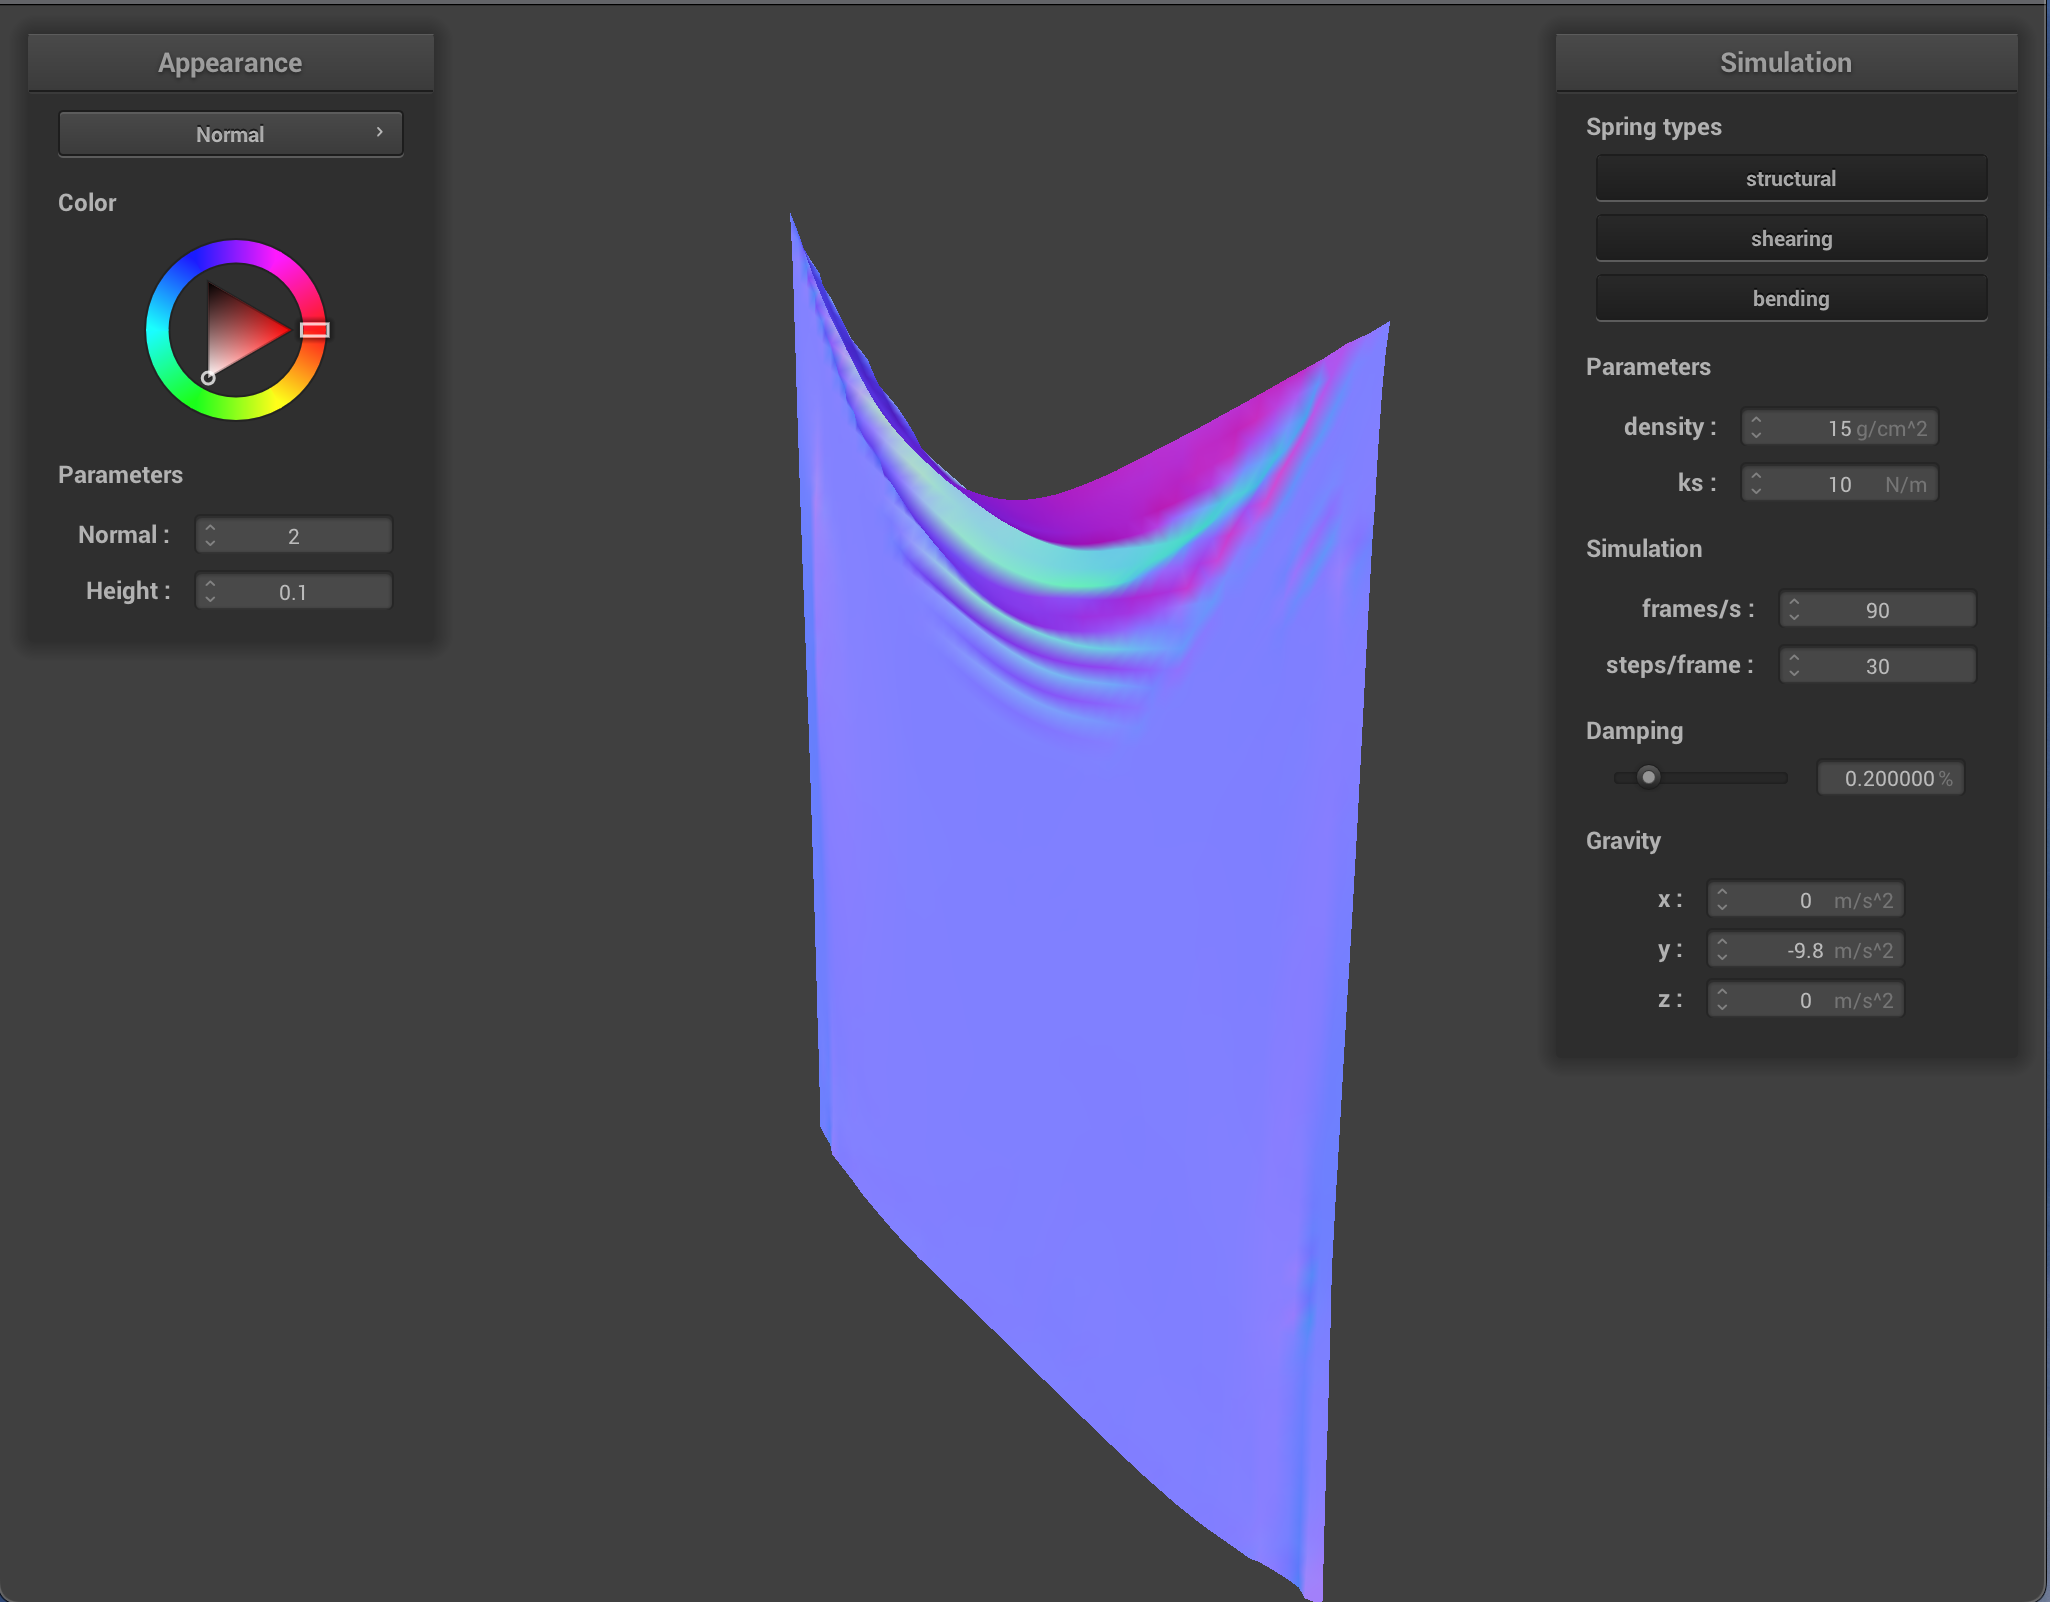 Appearance
Normal
Color
Parameters
Normal : 2
Height : 0.1
Simulation
Spring types
structural
shearing
bending
Parameters
density : 15 g/cm^2
ks : 10 N/m
Simulation
frames/s : 90
steps/frame : 30
Damping
0.200000 %
Gravity
x : 0 m/s^2
y : -9.8 m/s^2
z : 0 m/s^2